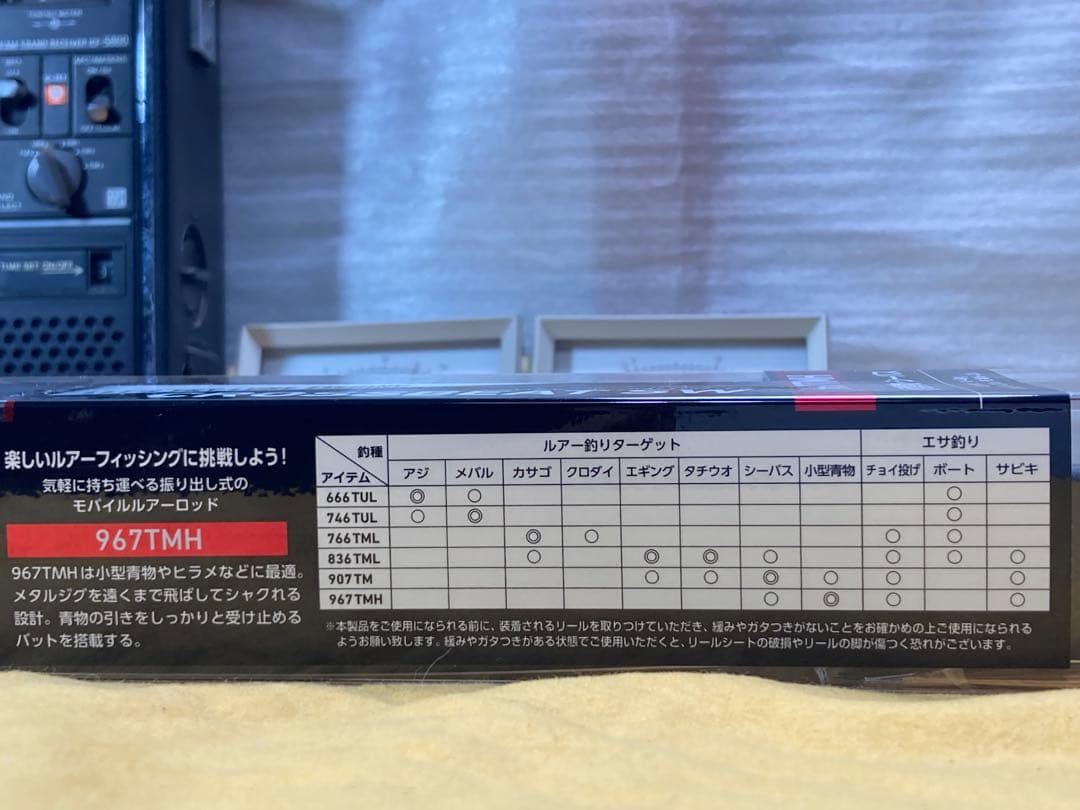 TIME SET ON/OFF
楽しいルアーフィッシングに挑戦しよう!
気軽に持ち運べる振り出し式の
モバイルルアーロッド
967TMH
967TMHは小型青物やヒラメなどに最適。
メタルジグを遠くまで飛ばしてシャクれる
設計。青物の引きをしっかりと受け止める
バットを搭載する。
釣種 ルアー釣りターゲット エサ釣り
アイテム アジ メバル カサゴ クロダイ エギング タチウオ シーバス 小型青物 チョイ投げ ボート サビキ
666TUL ◎ ○ ○
746TUL ○ ◎ ○
766TML ◎ ○ ○ ○
836TML ○ ◎ ◎ ○ ○ ○ ○
907TM ○ ○ ◎ ○ ○ ○
967TMH ○ ◎ ○ ○
※本製品をご使用になられる前に、装着されるリールを取りつけていただき、緩みやガタつきがないことをお確かめの上ご使用になられる
ようお願い致します。緩みやガタつきがある状態でご使用いただくと、リールシートの破損やリールの脚が傷つく恐れがございます。